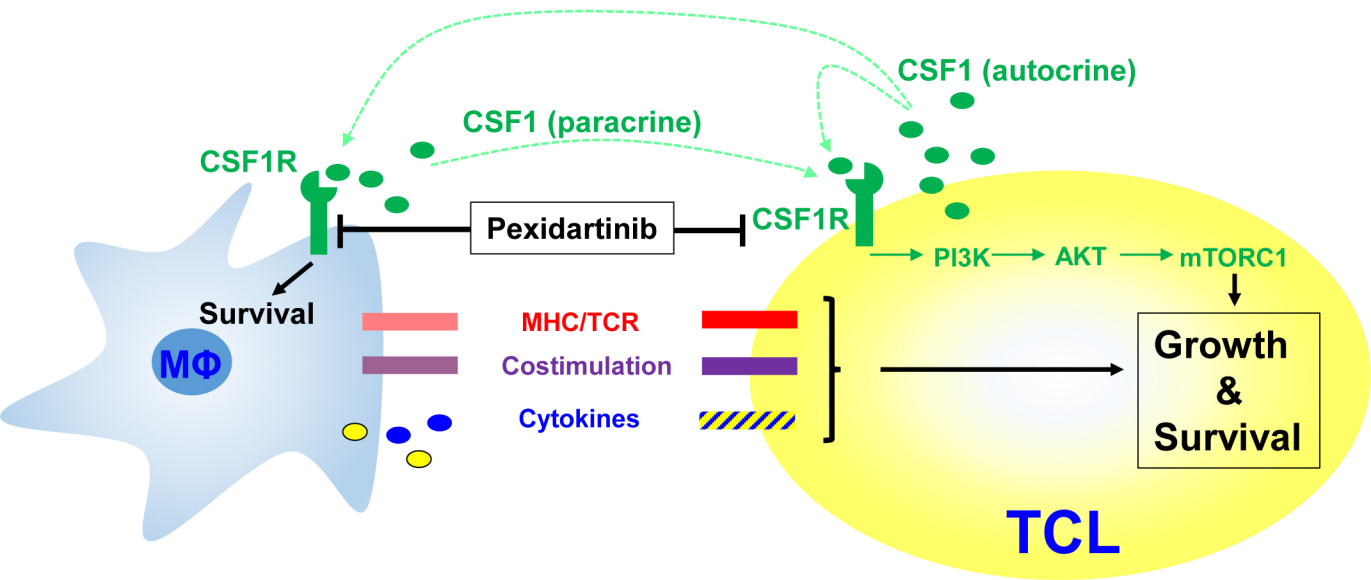 CSF1 (autocrine)
CSF1 (paracrine)
CSF1R
CSF1R
Pexidartinib
PI3K
AKT
mTORC1
Survival
MHC/TCR
Costimulation
Cytokines
MΦ
Growth
&
Survival
TCL